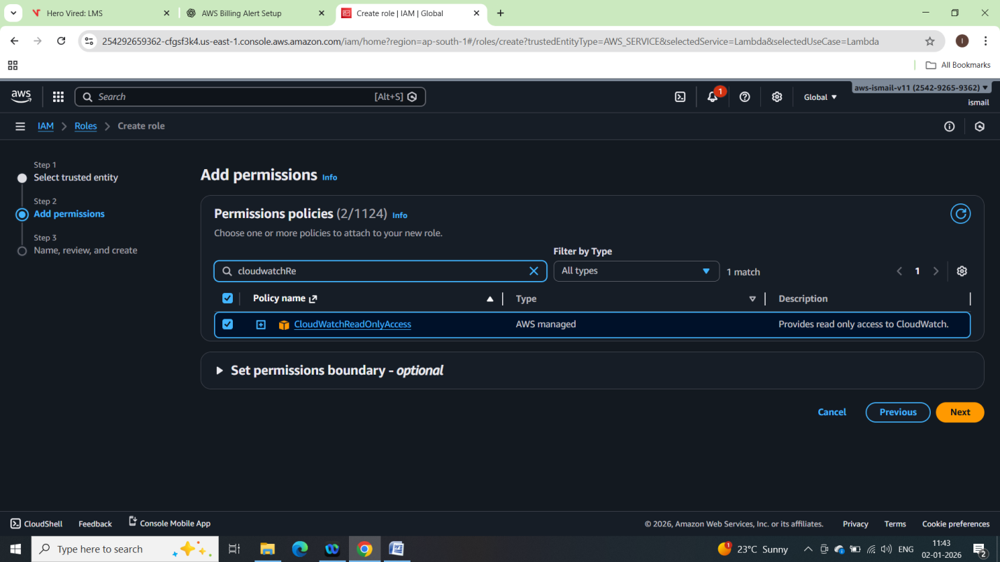 Hero Vired: LMS
AWS Billing Alert Setup
Create role | IAM | Global
254292659362-cfgsf3k4.us-east-1.console.aws.amazon.com/iam/home?region=ap-south-1#/roles/create?trustedEntityType=AWS_SERVICE&selectedService=Lambda&selectedUseCase=Lambda
I
All Bookmarks
aws
Search
[Alt+S]
1
Global
aws-ismail-v11 (2542-9265-9362)
ismail
IAM
Roles
Create role
Step 1
Select trusted entity
Step 2
Add permissions
Step 3
Name, review, and create
Add permissions Info
Permissions policies (2/1124) Info
Choose one or more policies to attach to your new role.
Filter by Type
cloudwatchRe
All types
1 match
1
Policy name
Type
Description
CloudWatchReadOnlyAccess
AWS managed
Provides read only access to CloudWatch.
Set permissions boundary - optional
Cancel
Previous
Next
CloudShell
Feedback
Console Mobile App
© 2026, Amazon Web Services, Inc. or its affiliates.
Privacy
Terms
Cookie preferences
Type here to search
1
23°C Sunny
ENG
11:43
02-01-2026
2